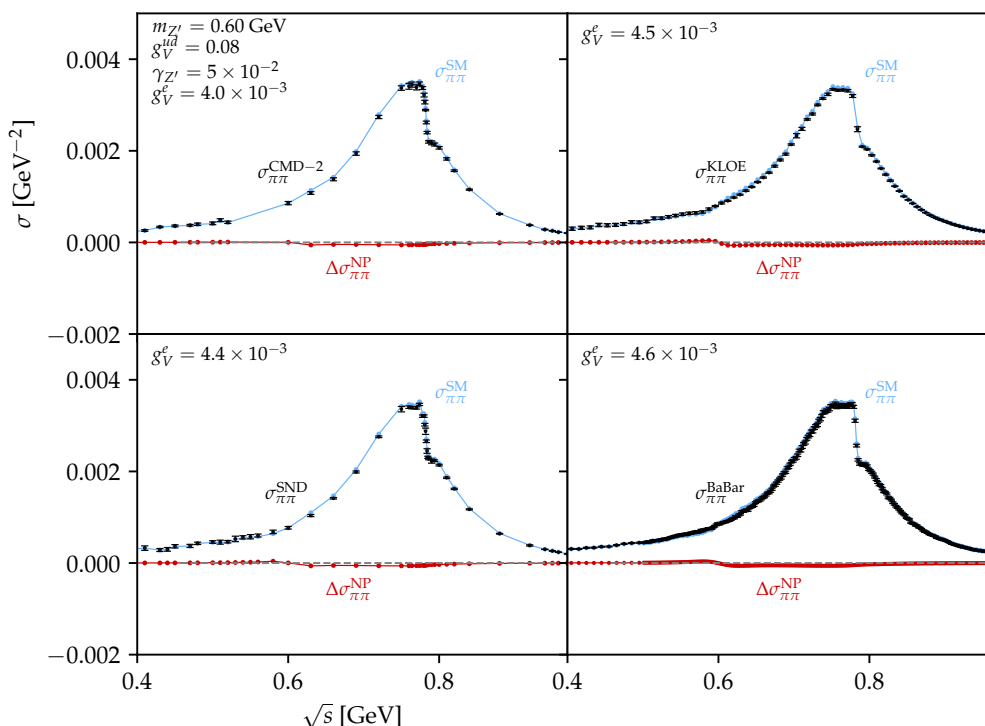 m_{Z′} = 0.60 GeV
g_V^{ud} = 0.08
γ_{Z′} = 5 × 10^{−2}
g_V^e = 4.0 × 10^{−3}
σ_{ππ}^{SM}
σ_{ππ}^{CMD−2}
Δσ_{ππ}^{NP}
g_V^e = 4.5 × 10^{−3}
σ_{ππ}^{SM}
σ_{ππ}^{KLOE}
Δσ_{ππ}^{NP}
0.004
0.002
0.000
−0.002
σ [GeV^{−2}]
g_V^e = 4.4 × 10^{−3}
σ_{ππ}^{SM}
σ_{ππ}^{SND}
Δσ_{ππ}^{NP}
g_V^e = 4.6 × 10^{−3}
σ_{ππ}^{SM}
σ_{ππ}^{BaBar}
Δσ_{ππ}^{NP}
0.004
0.002
0.000
−0.002
0.4 0.6 0.8 0.4 0.6 0.8
√s [GeV]